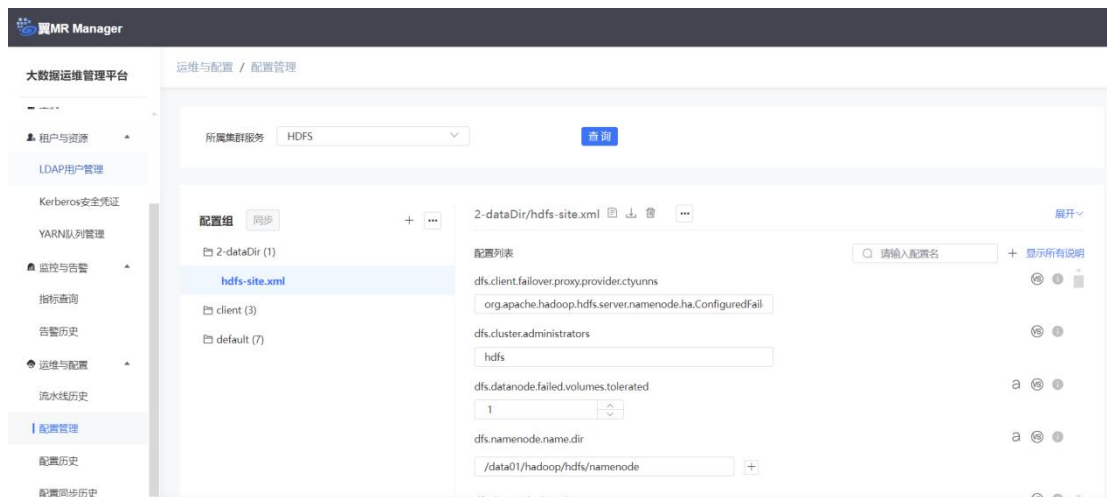 翼MR Manager
大数据运维管理平台
运维与配置 / 配置管理
租户与资源
LDAP用户管理
Kerberos安全凭证
YARN队列管理
监控与告警
指标查询
告警历史
运维与配置
流水线历史
配置管理
配置历史
配置同步历史
所属集群服务 HDFS 查询
配置组 同步 + ...
2-dataDir (1)
hdfs-site.xml
client (3)
default (7)
2-dataDir/hdfs-site.xml ... 展开
配置列表 请输入配置名 + 显示所有说明
dfs.client.failover.proxy.provider.ctyunns
org.apache.hadoop.hdfs.server.namenode.ha.ConfiguredFail
dfs.cluster.administrators
hdfs
dfs.datanode.failed.volumes.tolerated a
1
dfs.namenode.name.dir a
/data01/hadoop/hdfs/namenode +